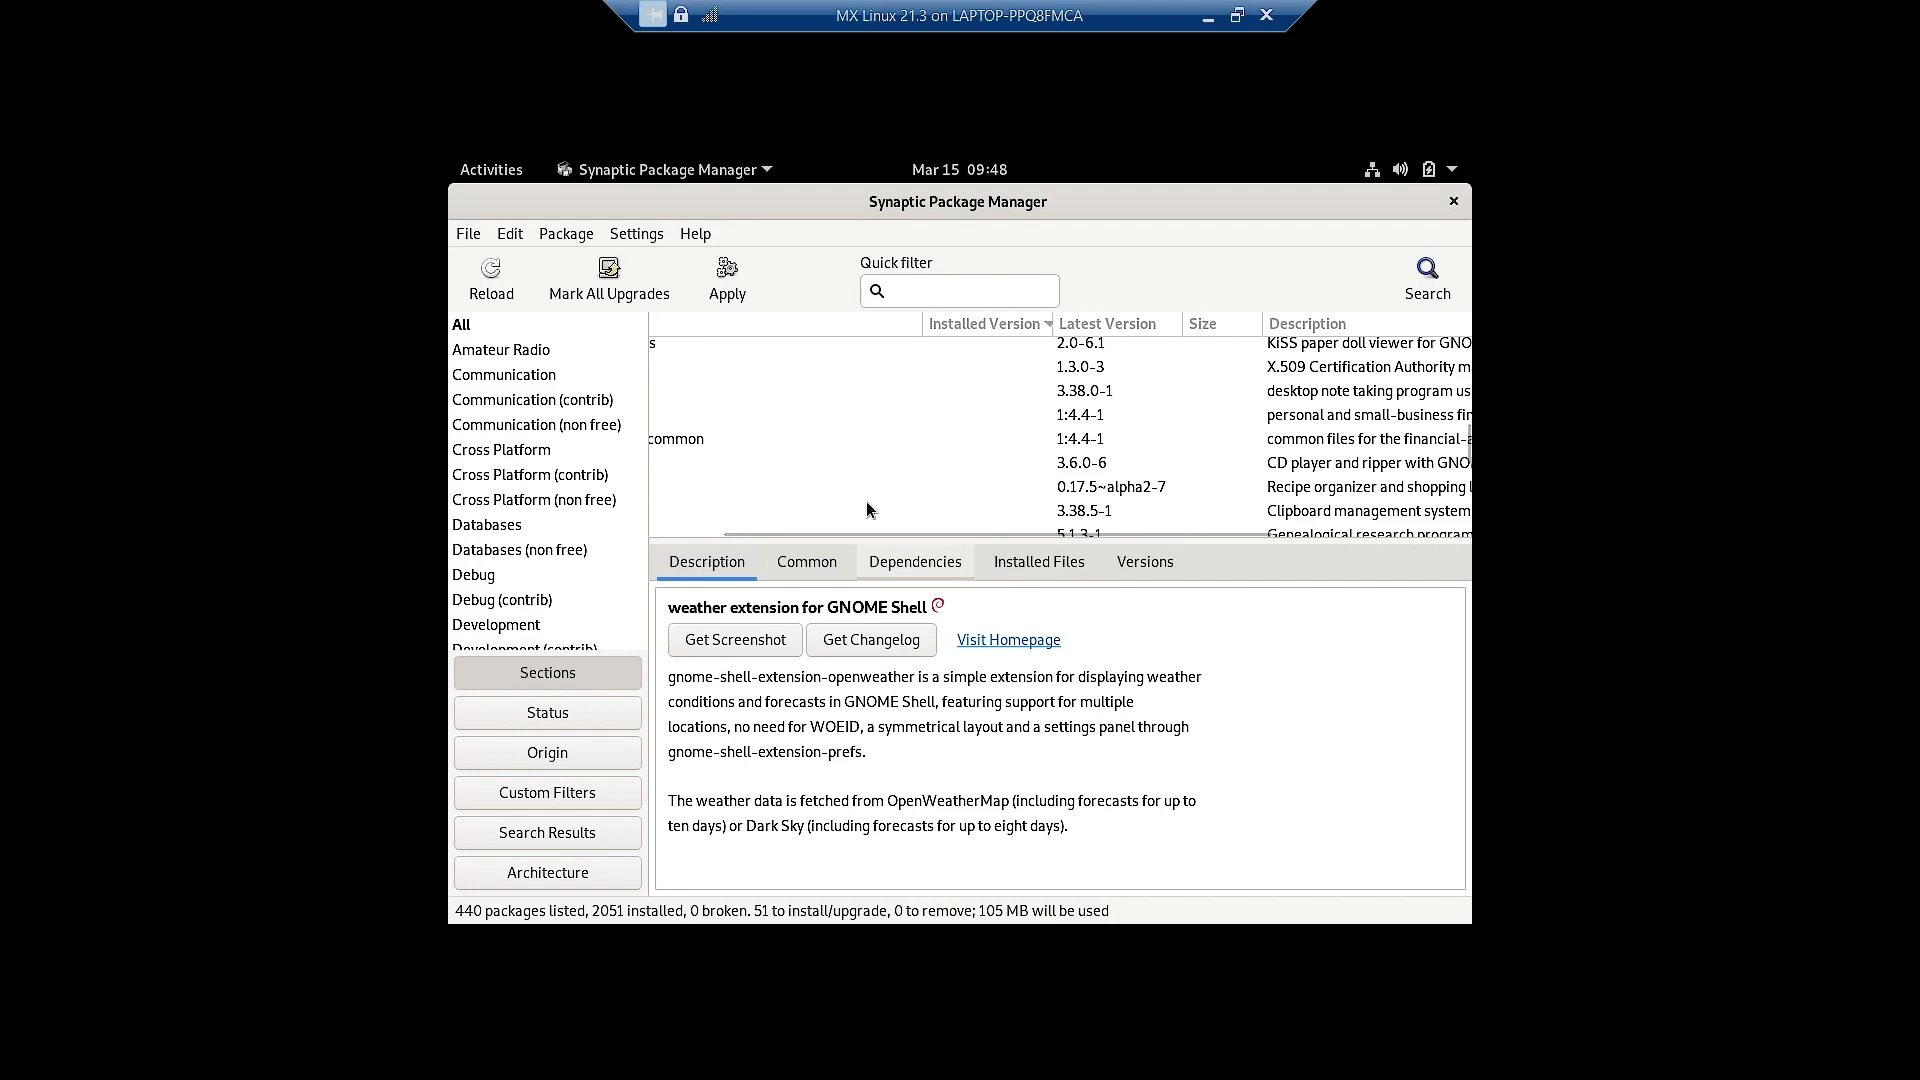 MX Linux 21.3 on LAPTOP-PPQ8FMCA
Activities
Synaptic Package Manager
Mar 15 09:48
Synaptic Package Manager
File Edit Package Settings Help
Reload
Mark All Upgrades
Apply
Quick filter
Search
All
Amateur Radio
Communication
Communication (contrib)
Communication (non free)
Cross Platform
Cross Platform (contrib)
Cross Platform (non free)
Databases
Databases (non free)
Debug
Debug (contrib)
Development
Development (contrib)
Sections
Status
Origin
Custom Filters
Search Results
Architecture
Installed Version Latest Version Size Description
s 2.0-6.1 KiSS paper doll viewer for GNO
1.3.0-3 X.509 Certification Authority m
3.38.0-1 desktop note taking program us
1:4.4-1 personal and small-business fin
common 1:4.4-1 common files for the financial-a
3.6.0-6 CD player and ripper with GNO
0.17.5~alpha2-7 Recipe organizer and shopping l
3.38.5-1 Clipboard management system
5.1.3-1 Genealogical research program
Description Common Dependencies Installed Files Versions
weather extension for GNOME Shell
Get Screenshot Get Changelog Visit Homepage
gnome-shell-extension-openweather is a simple extension for displaying weather
conditions and forecasts in GNOME Shell, featuring support for multiple
locations, no need for WOEID, a symmetrical layout and a settings panel through
gnome-shell-extension-prefs.
The weather data is fetched from OpenWeatherMap (including forecasts for up to
ten days) or Dark Sky (including forecasts for up to eight days).
440 packages listed, 2051 installed, 0 broken. 51 to install/upgrade, 0 to remove; 105 MB will be used